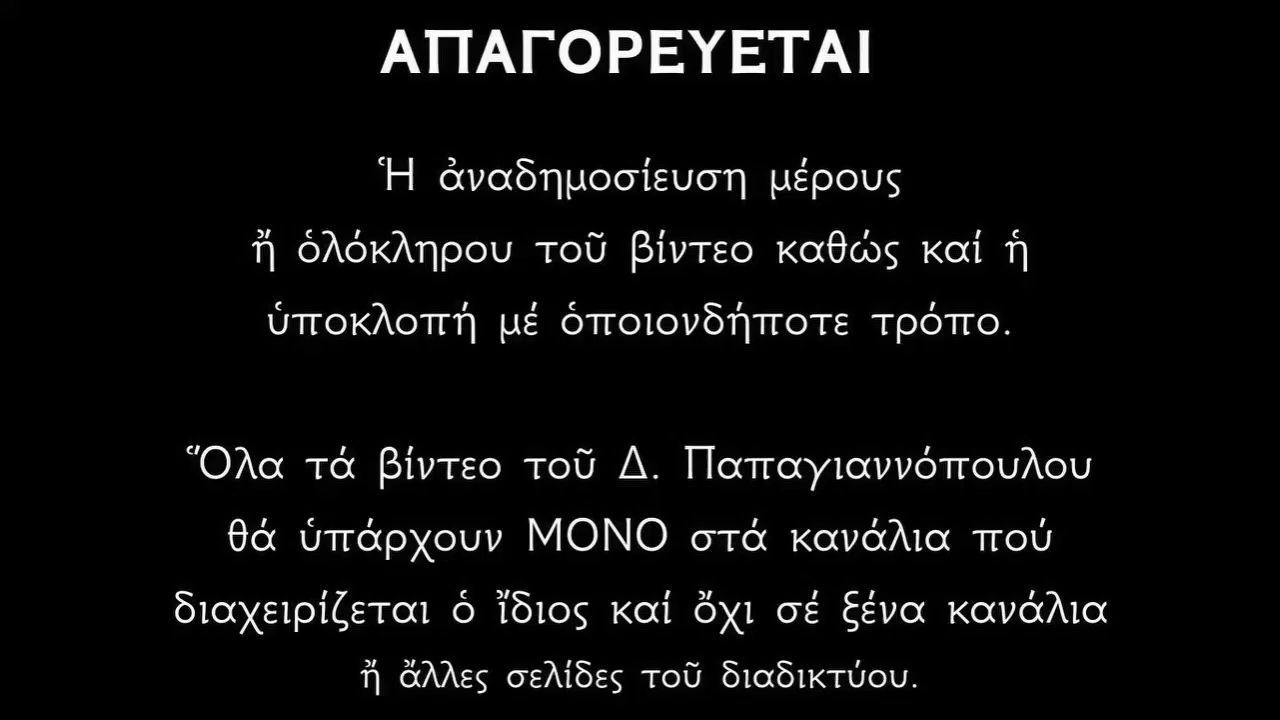 ΑΠΑΓΟΡΕΥΕΤΑΙ
Ἡ ἀναδημοσίευση μέρους
ἤ ὁλόκληρου τοῦ βίντεο καθώς καί ἡ
ὑποκλοπή μέ ὁποιονδήποτε τρόπο.
Ὅλα τά βίντεο τοῦ Δ. Παπαγιαννόπουλου
θά ὑπάρχουν ΜΟΝΟ στά κανάλια πού
διαχειρίζεται ὁ ἴδιος καί ὄχι σέ ξένα κανάλια
ἤ ἄλλες σελίδες τοῦ διαδικτύου.